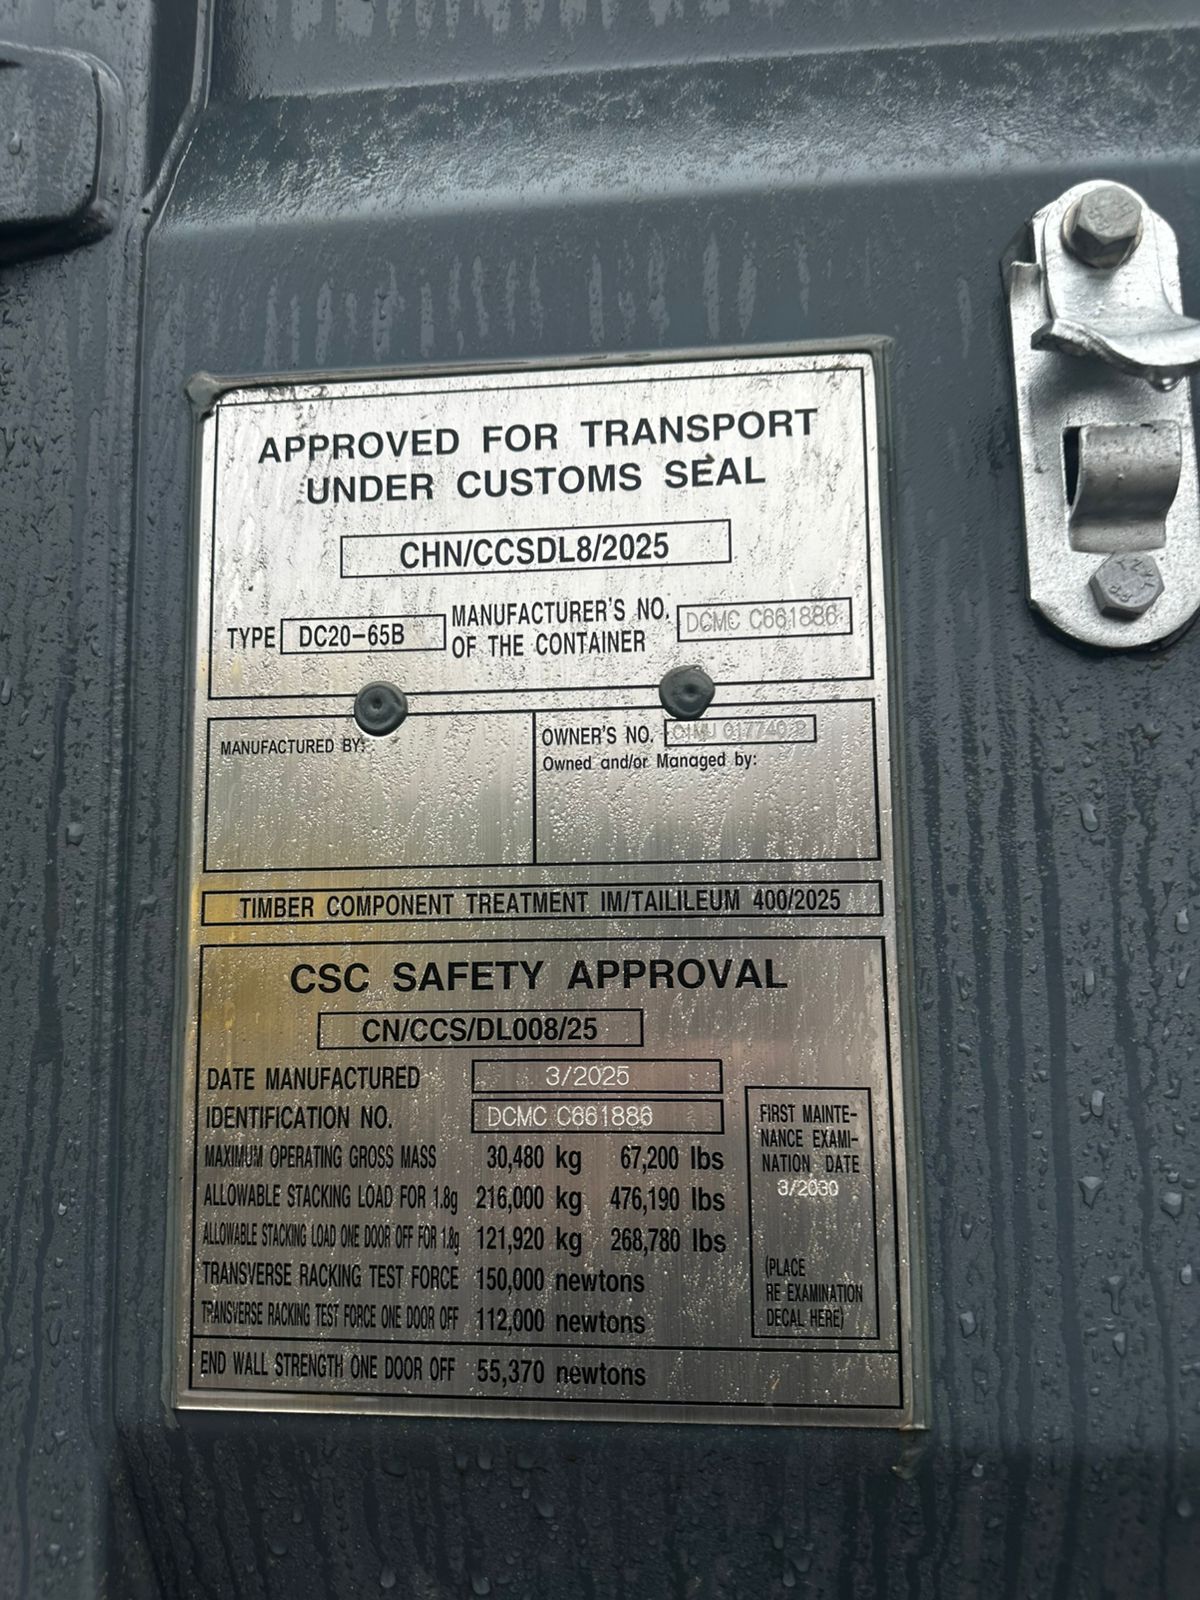 APPROVED FOR TRANSPORT
UNDER CUSTOMS SEAL
CHN/CCSDL8/2025
TYPE DC20-65B
MANUFACTURER'S NO.
OF THE CONTAINER
DCMC C661886
MANUFACTURED BY:
OWNER'S NO.
Owned and/or Managed by:
TIMBER COMPONENT TREATMENT IM/TAILILEUM 400/2025
CSC SAFETY APPROVAL
CN/CCS/DL008/25
DATE MANUFACTURED 3/2025
IDENTIFICATION NO. DCMC C661886
MAXIMUM OPERATING GROSS MASS 30,480 kg 67,200 lbs
ALLOWABLE STACKING LOAD FOR 1.8g 216,000 kg 476,190 lbs
ALLOWABLE STACKING LOAD ONE DOOR OFF FOR 1.8g 121,920 kg 268,780 lbs
TRANSVERSE RACKING TEST FORCE 150,000 newtons
TRANSVERSE RACKING TEST FORCE ONE DOOR OFF 112,000 newtons
END WALL STRENGTH ONE DOOR OFF 55,370 newtons
FIRST MAINTE-
NANCE EXAMI-
NATION DATE
3/2030
(PLACE
RE EXAMINATION
DECAL HERE)